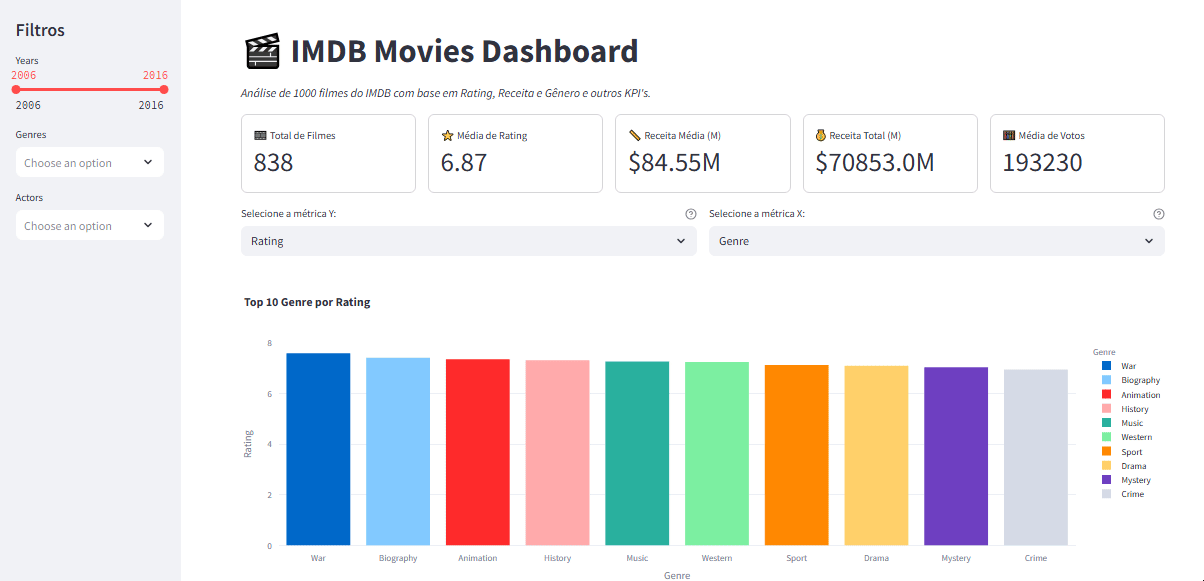 Filtros
Years
2006 2016
2006 2016
Genres
Choose an option
Actors
Choose an option
IMDB Movies Dashboard
Análise de 1000 filmes do IMDB com base em Rating, Receita e Gênero e outros KPI's.
Total de Filmes
838
Média de Rating
6.87
Receita Média (M)
$84.55M
Receita Total (M)
$70853.0M
Média de Votos
193230
Selecione a métrica Y:
Rating
Selecione a métrica X:
Genre
Top 10 Genre por Rating
Rating
8
6
4
2
0
War Biography Animation History Music Western Sport Drama Mystery Crime
Genre
Genre
War
Biography
Animation
History
Music
Western
Sport
Drama
Mystery
Crime